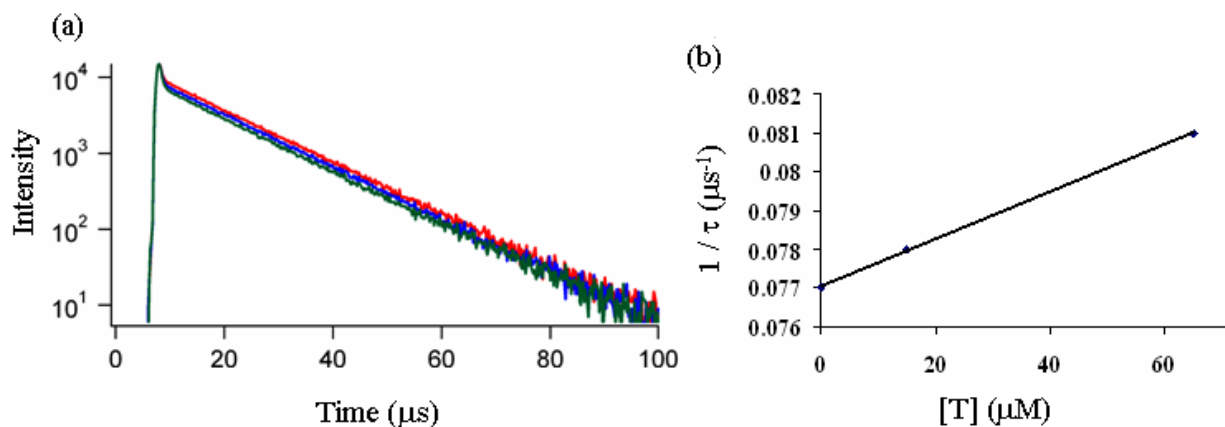 (a)
Intensity
10⁴
10³
10²
10¹
0 20 40 60 80 100
Time (μs)
(b)
1 / τ (μs⁻¹)
0.082
0.081
0.08
0.079
0.078
0.077
0.076
0 20 40 60
[T] (μM)